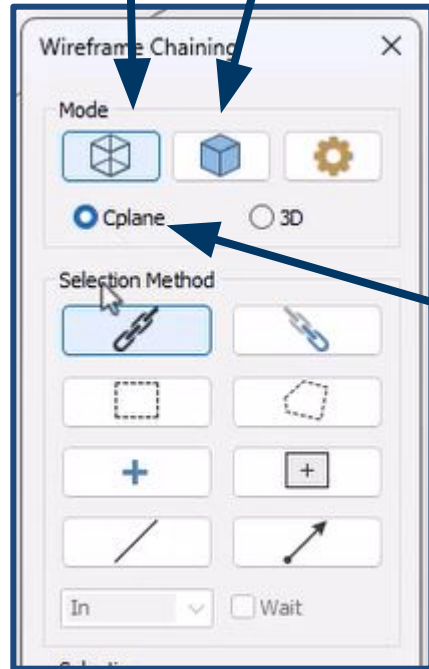 Wireframe Chaining
Mode
Cplane
3D
Selection Method
In
Wait